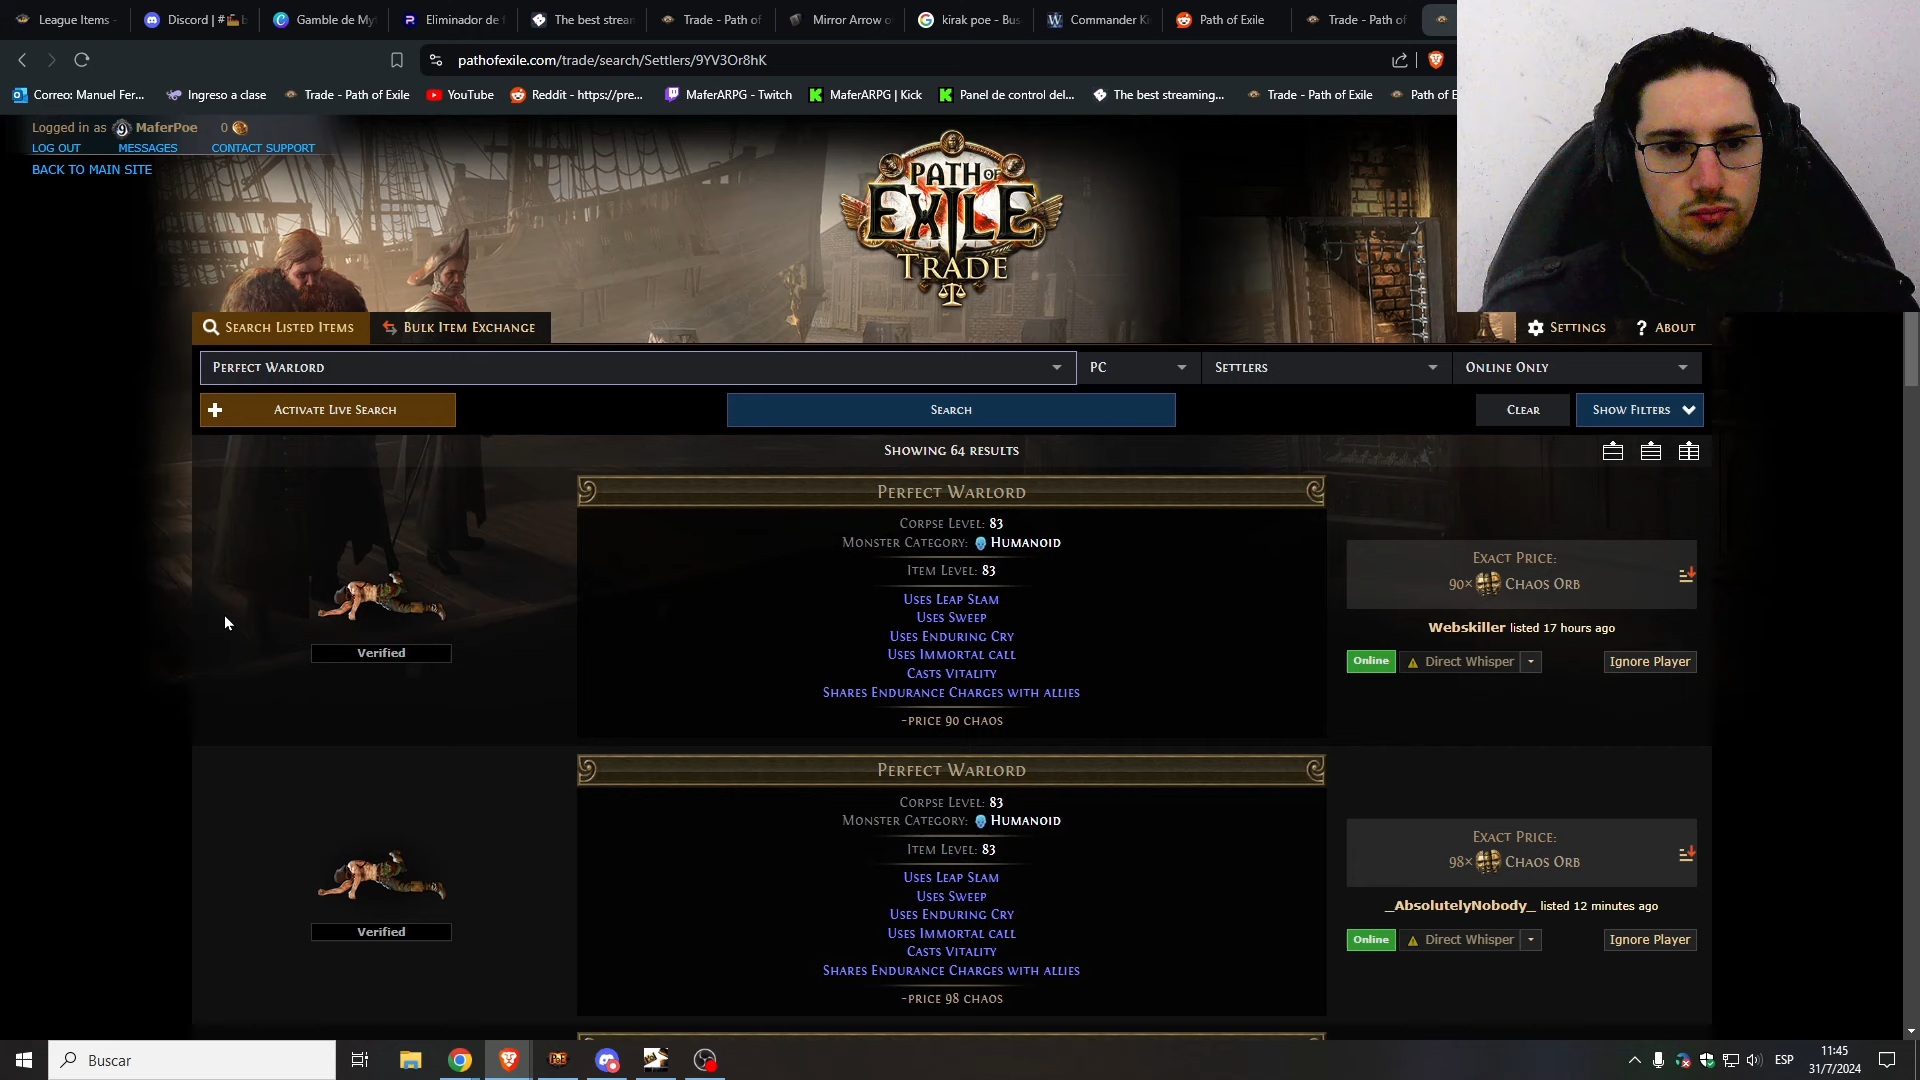 League Items -
Discord | #
Gamble de My
Eliminador de f
The best strean
Trade - Path of
Mirror Arrow o
kirak poe - Bus
Commander Ki
Path of Exile
Trade - Path of
pathofexile.com/trade/search/Settlers/9YV3Or8hK
Correo: Manuel Fer...
Ingreso a clase
Trade - Path of Exile
YouTube
Reddit - https://pre...
MaferARPG - Twitch
MaferARPG | Kick
Panel de control del...
The best streaming...
Trade - Path of Exile
Path of E
Logged in as MaferPoe 0
LOG OUT MESSAGES CONTACT SUPPORT
BACK TO MAIN SITE
PATH OF
EXILE
TRADE
SEARCH LISTED ITEMS
BULK ITEM EXCHANGE
SETTINGS
? ABOUT
PERFECT WARLORD
PC
SETTLERS
ONLINE ONLY
ACTIVATE LIVE SEARCH
SEARCH
CLEAR
SHOW FILTERS
SHOWING 64 RESULTS
PERFECT WARLORD
CORPSE LEVEL: 83
MONSTER CATEGORY: HUMANOID
ITEM LEVEL: 83
USES LEAP SLAM
USES SWEEP
USES ENDURING CRY
USES IMMORTAL CALL
CASTS VITALITY
SHARES ENDURANCE CHARGES WITH ALLIES
~PRICE 90 CHAOS
Verified
EXACT PRICE:
90× CHAOS ORB
Webskiller listed 17 hours ago
Online
Direct Whisper
Ignore Player
PERFECT WARLORD
CORPSE LEVEL: 83
MONSTER CATEGORY: HUMANOID
ITEM LEVEL: 83
USES LEAP SLAM
USES SWEEP
USES ENDURING CRY
USES IMMORTAL CALL
CASTS VITALITY
SHARES ENDURANCE CHARGES WITH ALLIES
~PRICE 98 CHAOS
Verified
EXACT PRICE:
98× CHAOS ORB
_AbsolutelyNobody_ listed 12 minutes ago
Online
Direct Whisper
Ignore Player
Buscar
ESP
11:45
31/7/2024